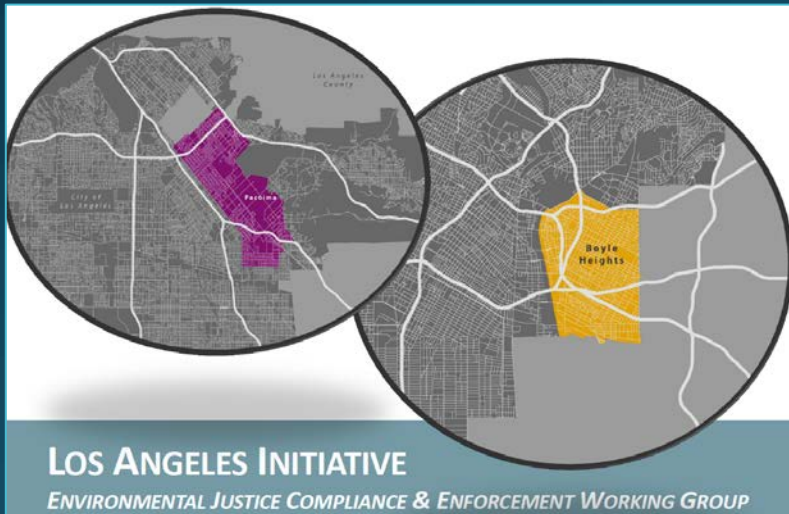 Los Angeles
County
City of
Los Angeles
Pacoima
Boyle
Heights
LOS ANGELES INITIATIVE
ENVIRONMENTAL JUSTICE COMPLIANCE & ENFORCEMENT WORKING GROUP